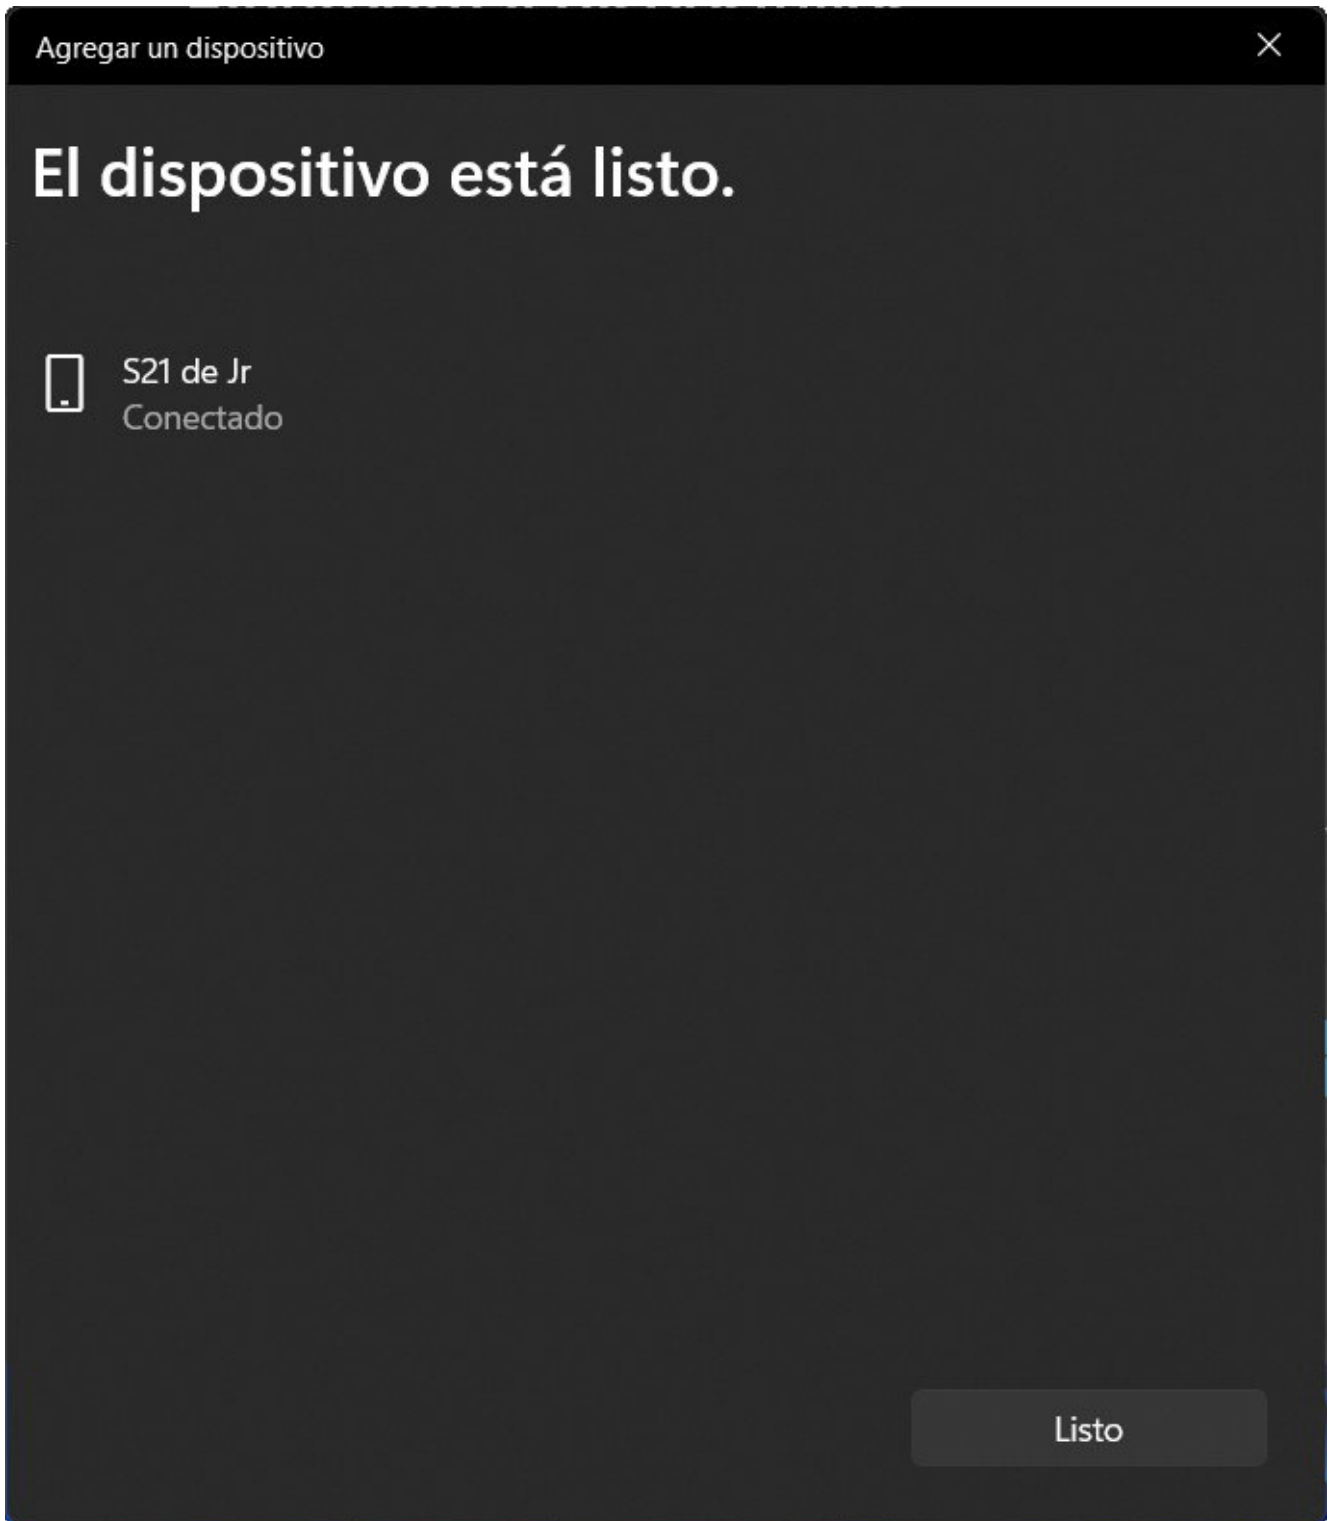 Agregar un dispositivo
El dispositivo está listo.
S21 de Jr
Conectado
Listo